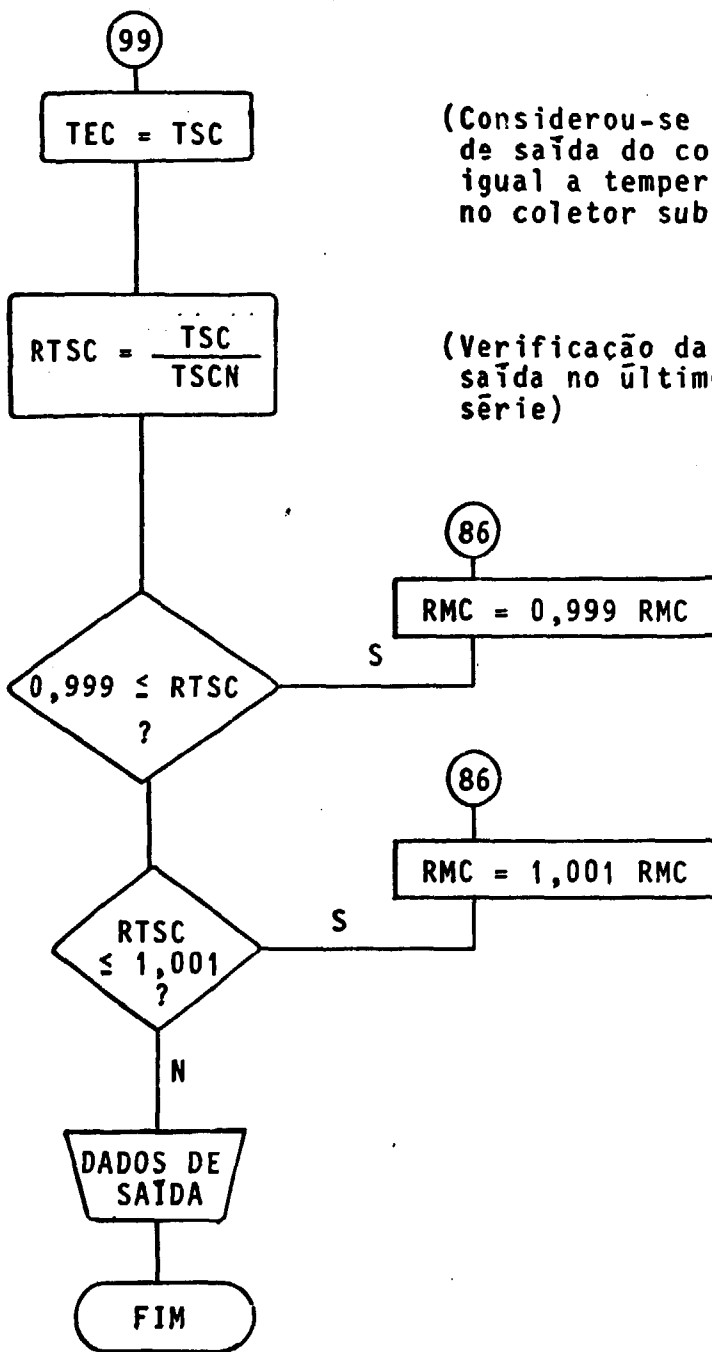 99
TEC = TSC
(Considerou-se
de saída do co
igual a temper
no coletor sub
RTSC = TSC
TSCN
(Verificação da
saída no últim
série)
86
RMC = 0,999 RMC
S
0,999 ≤ RTSC
?
86
RMC = 1,001 RMC
S
RTSC
≤ 1,001
?
N
DADOS DE
SAÍDA
FIM